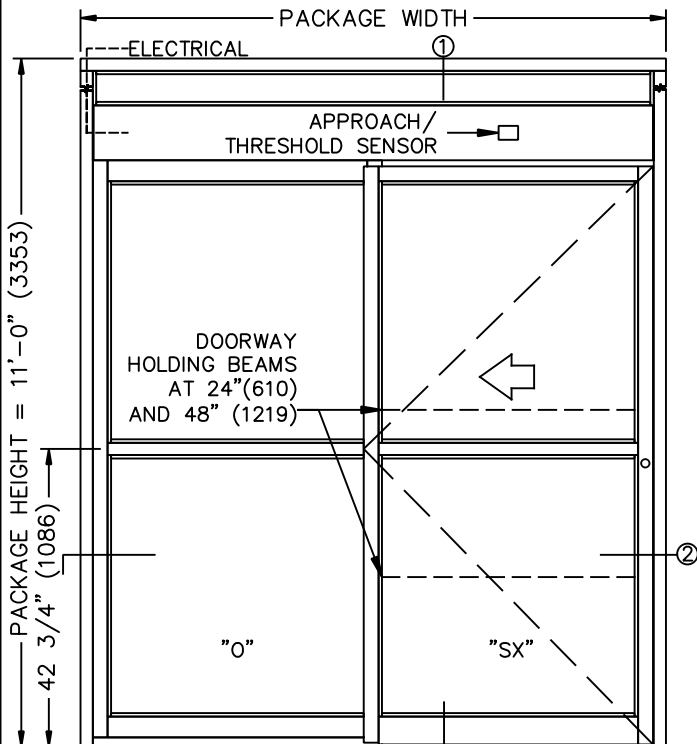 PACKAGE WIDTH
ELECTRICAL
①
APPROACH/
THRESHOLD SENSOR
PACKAGE HEIGHT = 11'-0" (3353)
DOORWAY
HOLDING BEAMS
AT 24"(610)
AND 48" (1219)
42 3/4" (1086)
②
"O"
"SX"